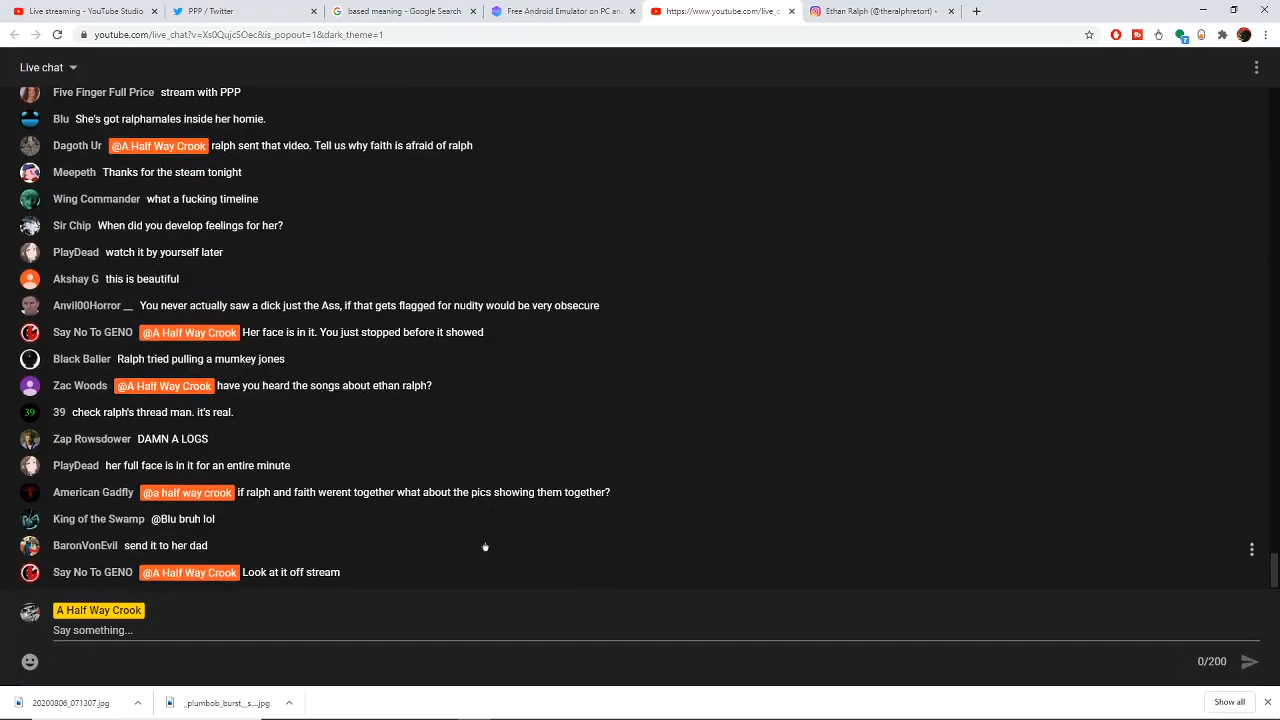 Live streaming - YouTube Studio
PPP / Twitter
based meaning - Google Search
Free Android Emulator on PC an
https://www.youtube.com/live_c
Ethan Ralph (@theralphretort) •
youtube.com/live_chat?v=Xs0Qujc5Oec&is_popout=1&dark_theme=1
Live chat
Five Finger Full Price stream with PPP
Blu She's got ralphamales inside her homie.
Dagoth Ur @A Half Way Crook ralph sent that video. Tell us why faith is afraid of ralph
Meepeth Thanks for the steam tonight
Wing Commander what a fucking timeline
Sir Chip When did you develop feelings for her?
PlayDead watch it by yourself later
Akshay G this is beautiful
Anvil00Horror __ You never actually saw a dick just the Ass, if that gets flagged for nudity would be very obscure
Say No To GENO @A Half Way Crook Her face is in it. You just stopped before it showed
Black Baller Ralph tried pulling a mumkey jones
Zac Woods @A Half Way Crook have you heard the songs about ethan ralph?
39 39 check ralph's thread man. it's real.
Zap Rowsdower DAMN A LOGS
PlayDead her full face is in it for an entire minute
American Gadfly @a half way crook if ralph and faith werent together what about the pics showing them together?
King of the Swamp @Blu bruh lol
BaronVonEvil send it to her dad
Say No To GENO @A Half Way Crook Look at it off stream
A Half Way Crook
Say something...
0/200
20200806_071307.jpg
_plumbob_burst__s....jpg
Show all